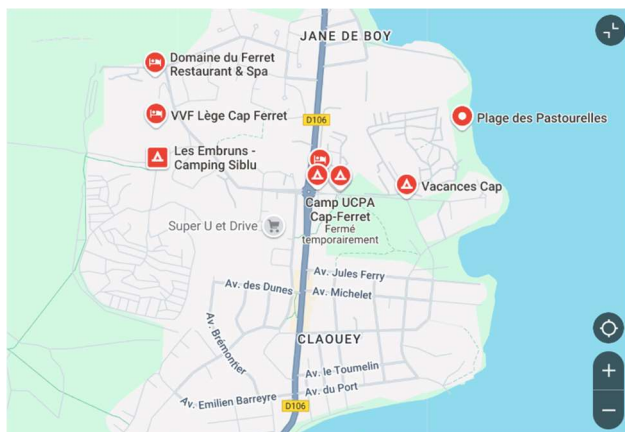 JANE DE BOY
Domaine du Ferret
Restaurant & Spa
VVF Lège Cap Ferret
D106
Plage des Pastourelles
Les Embruns -
Camping Siblu
Vacances Cap
Camp UCPA
Cap-Ferret
Fermé
temporairement
Super U et Drive
Av. Jules Ferry
Av. des Dunes
Av. Michelet
Av. Brémontier
CLAOUEY
Av. le Toumelin
Av. du Port
Av. Emilien Barreyre
D106